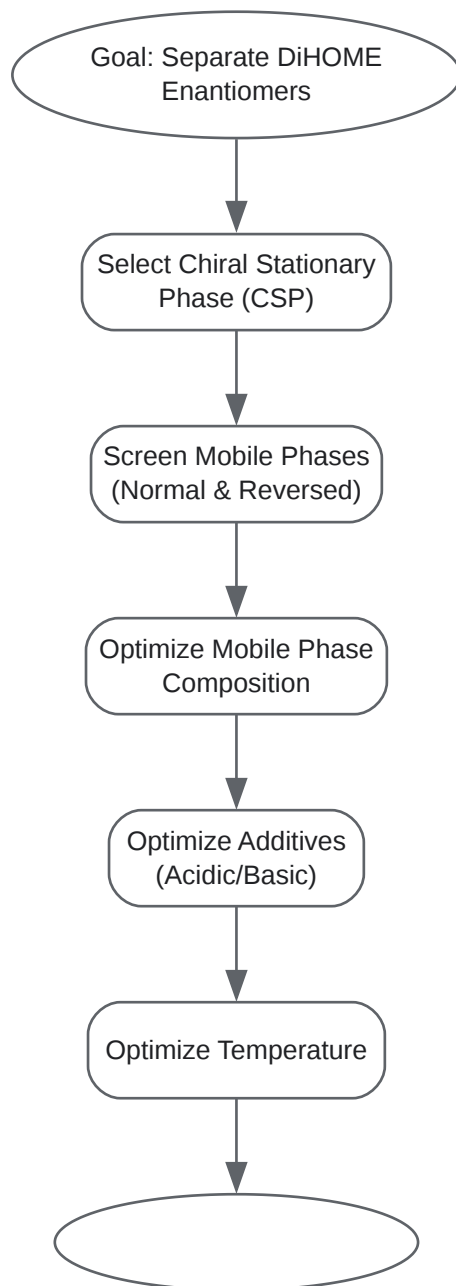 Goal: Separate DiHOME
Enantiomers
Select Chiral Stationary
Phase (CSP)
Screen Mobile Phases
(Normal & Reversed)
Optimize Mobile Phase
Composition
Optimize Additives
(Acidic/Basic)
Optimize Temperature